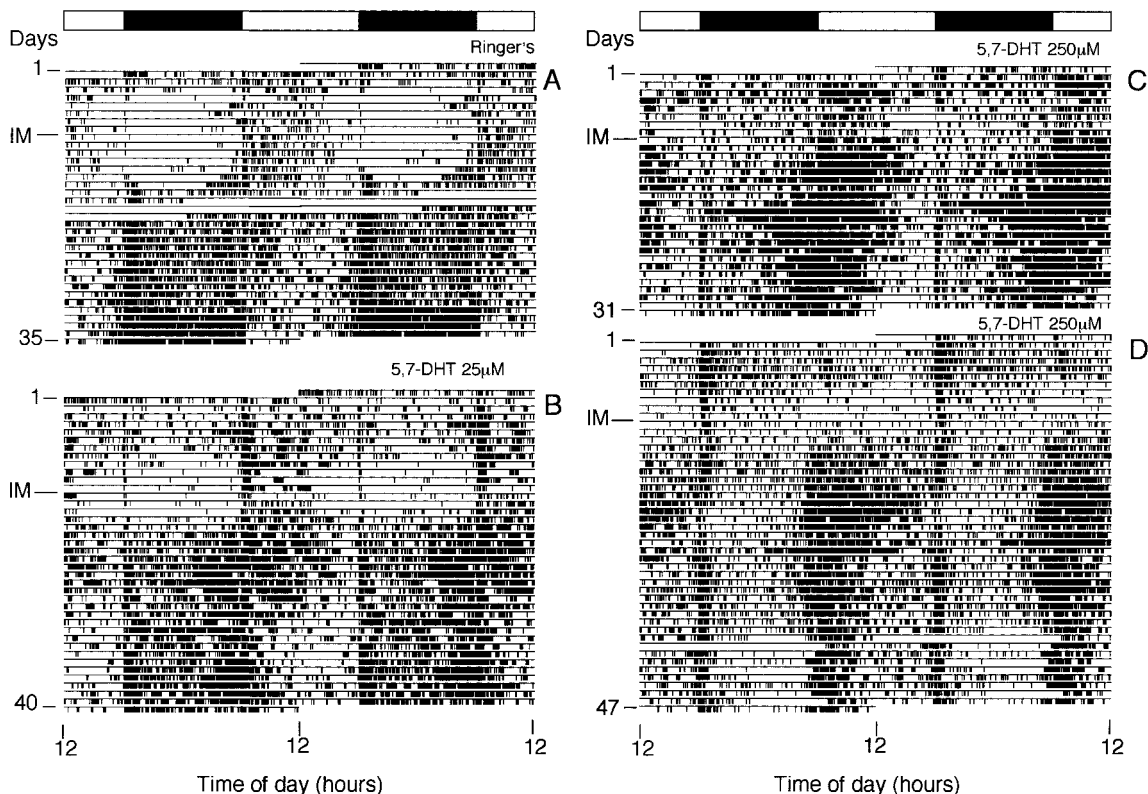 Days
Ringer's
1
A
IM
35
5,7-DHT 25µM
1
B
IM
40
12
12
12
Time of day (hours)
Days
5,7-DHT 250µM
1
C
IM
31
5,7-DHT 250µM
1
D
IM
47
12
12
12
Time of day (hours)